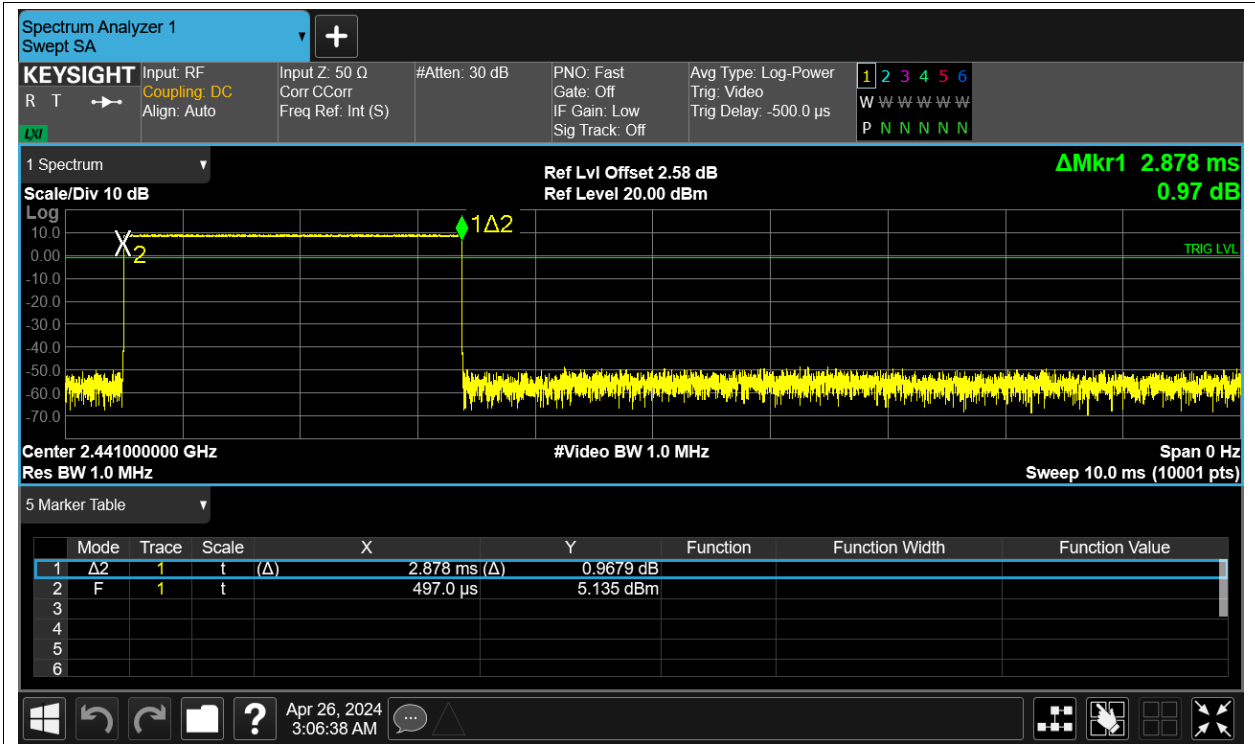 Spectrum Analyzer 1
Swept SA
KEYSIGHT
R T
LXI
Input: RF
Coupling: DC
Align: Auto
Input Z: 50 Ω
Corr CCorr
Freq Ref: Int (S)
#Atten: 30 dB
PNO: Fast
Gate: Off
IF Gain: Low
Sig Track: Off
Avg Type: Log-Power
Trig: Video
Trig Delay: -500.0 µs
1 2 3 4 5 6
W W W W W W
P N N N N N
1 Spectrum
Scale/Div 10 dB
Ref Lvl Offset 2.58 dB
Ref Level 20.00 dBm
ΔMkr1 2.878 ms
0.97 dB
Log
10.0
0.00
-10.0
-20.0
-30.0
-40.0
-50.0
-60.0
-70.0
2
1Δ2
TRIG LVL
Center 2.441000000 GHz
#Video BW 1.0 MHz
Span 0 Hz
Res BW 1.0 MHz
Sweep 10.0 ms (10001 pts)
5 Marker Table
Mode Trace Scale X Y Function Function Width Function Value
1 Δ2 1 t (Δ) 2.878 ms (Δ) 0.9679 dB
2 F 1 t 497.0 µs 5.135 dBm
3
4
5
6
?
Apr 26, 2024
3:06:38 AM